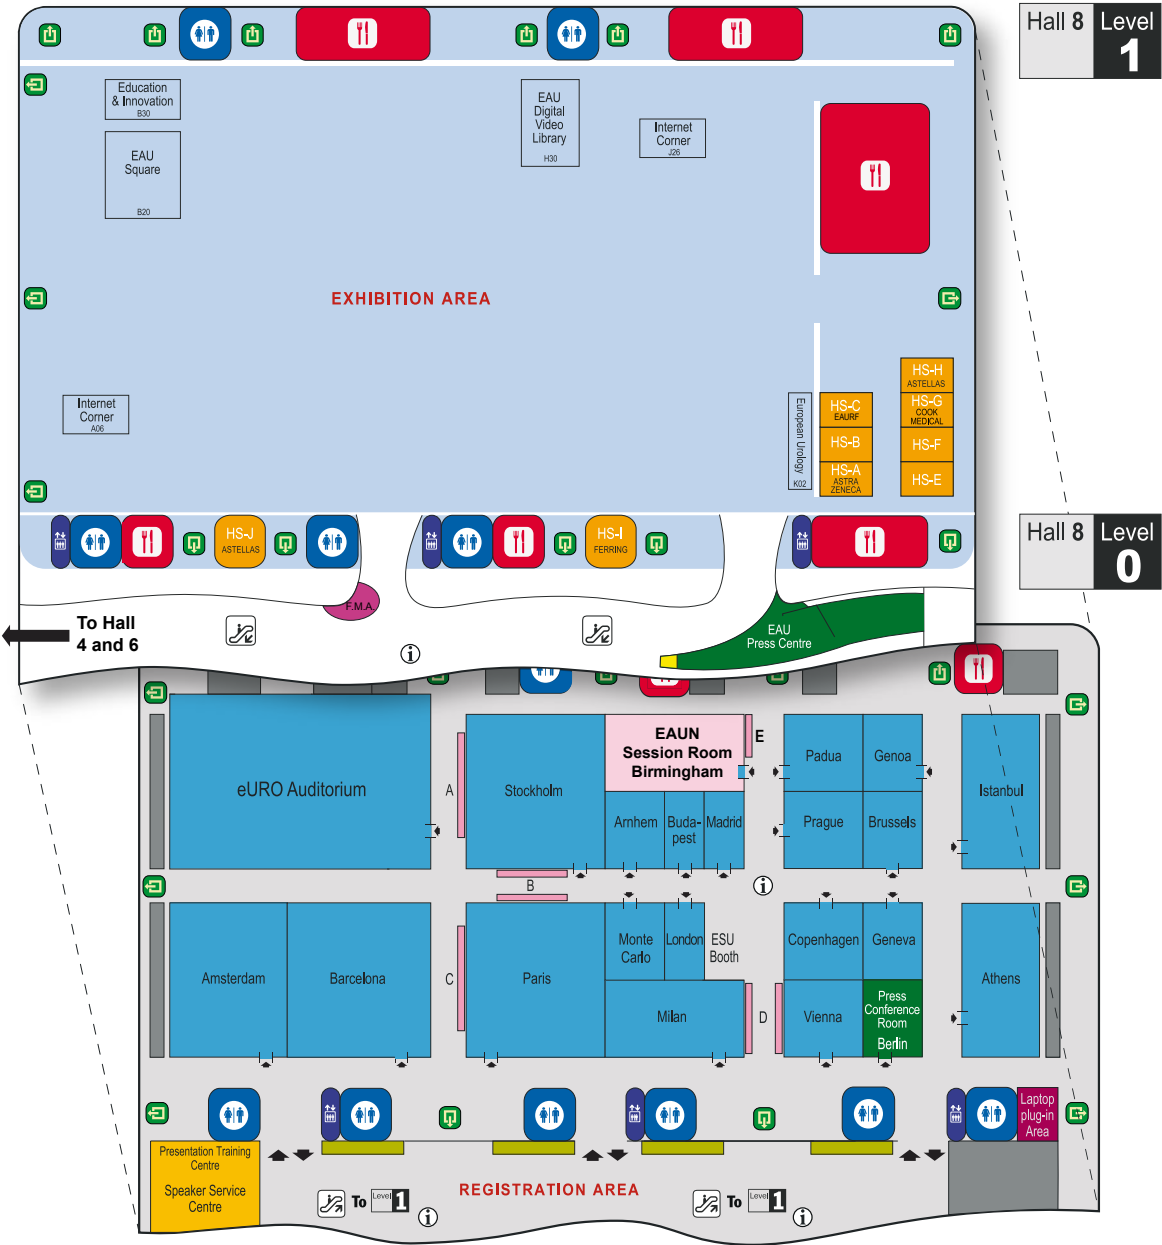 Hall 8 Level
1
Education
& Innovation
B30
EAU
Square
B20
EAU
Digital
Video
Library
H30
Internet
Corner
J26
EXHIBITION AREA
Internet
Corner
A06
European Urology
K02
HS-C
EAURF
HS-B
HS-A
ASTRA
ZENECA
HS-H
ASTELLAS
HS-G
COOK
MEDICAL
HS-F
HS-E
HS-J
ASTELLAS
HS-I
FERRING
Hall 8 Level
0
F.M.A.
To Hall
4 and 6
i
EAU
Press Centre
eURO Auditorium
A
Stockholm
EAUN
Session Room
Birmingham
E
Arnhem
Buda-
pest
Madrid
Padua
Genoa
Prague
Brussels
Istanbul
B
i
Amsterdam
Barcelona
C
Paris
Monte
Carlo
London
ESU
Booth
Milan
D
Copenhagen
Geneva
Vienna
Press
Conference
Room
Berlin
Athens
Laptop
plug-in
Area
Presentation Training
Centre
Speaker Service
Centre
REGISTRATION AREA
To Level 1
i
To Level 1
i